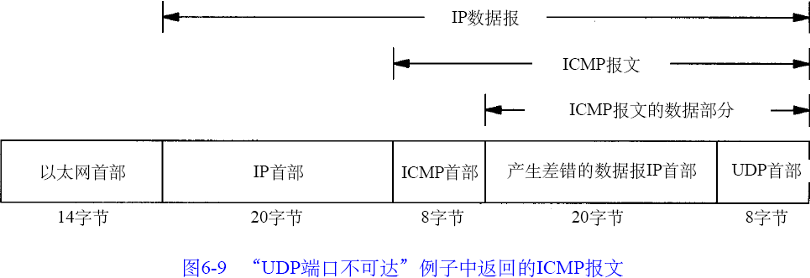 IP数据报
ICMP报文
ICMP报文的数据部分
以太网首部 IP首部 ICMP首部 产生差错的数据报IP首部 UDP首部
14字节 20字节 8字节 20字节 8字节
图6-9 “UDP端口不可达”例子中返回的ICMP报文